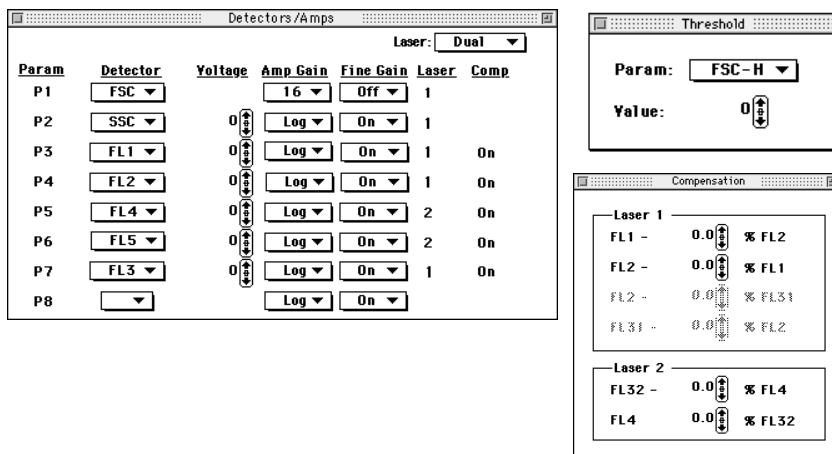 Detectors/Amps
Laser: Dual
Param Detector Voltage Amp Gain Fine Gain Laser Comp
P1 FSC 16 Off 1
P2 SSC 0 Log On 1
P3 FL1 0 Log On 1 On
P4 FL2 0 Log On 1 On
P5 FL4 0 Log On 2 On
P6 FL5 0 Log On 2 On
P7 FL3 0 Log On 1 On
P8 Log On
Threshold
Param: FSC-H
Value: 0
Compensation
Laser 1
FL1 - 0.0 % FL2
FL2 - 0.0 % FL1
FL2 - 0.0 % FL31
FL31 - 0.0 % FL2
Laser 2
FL32 - 0.0 % FL4
FL4 0.0 % FL32